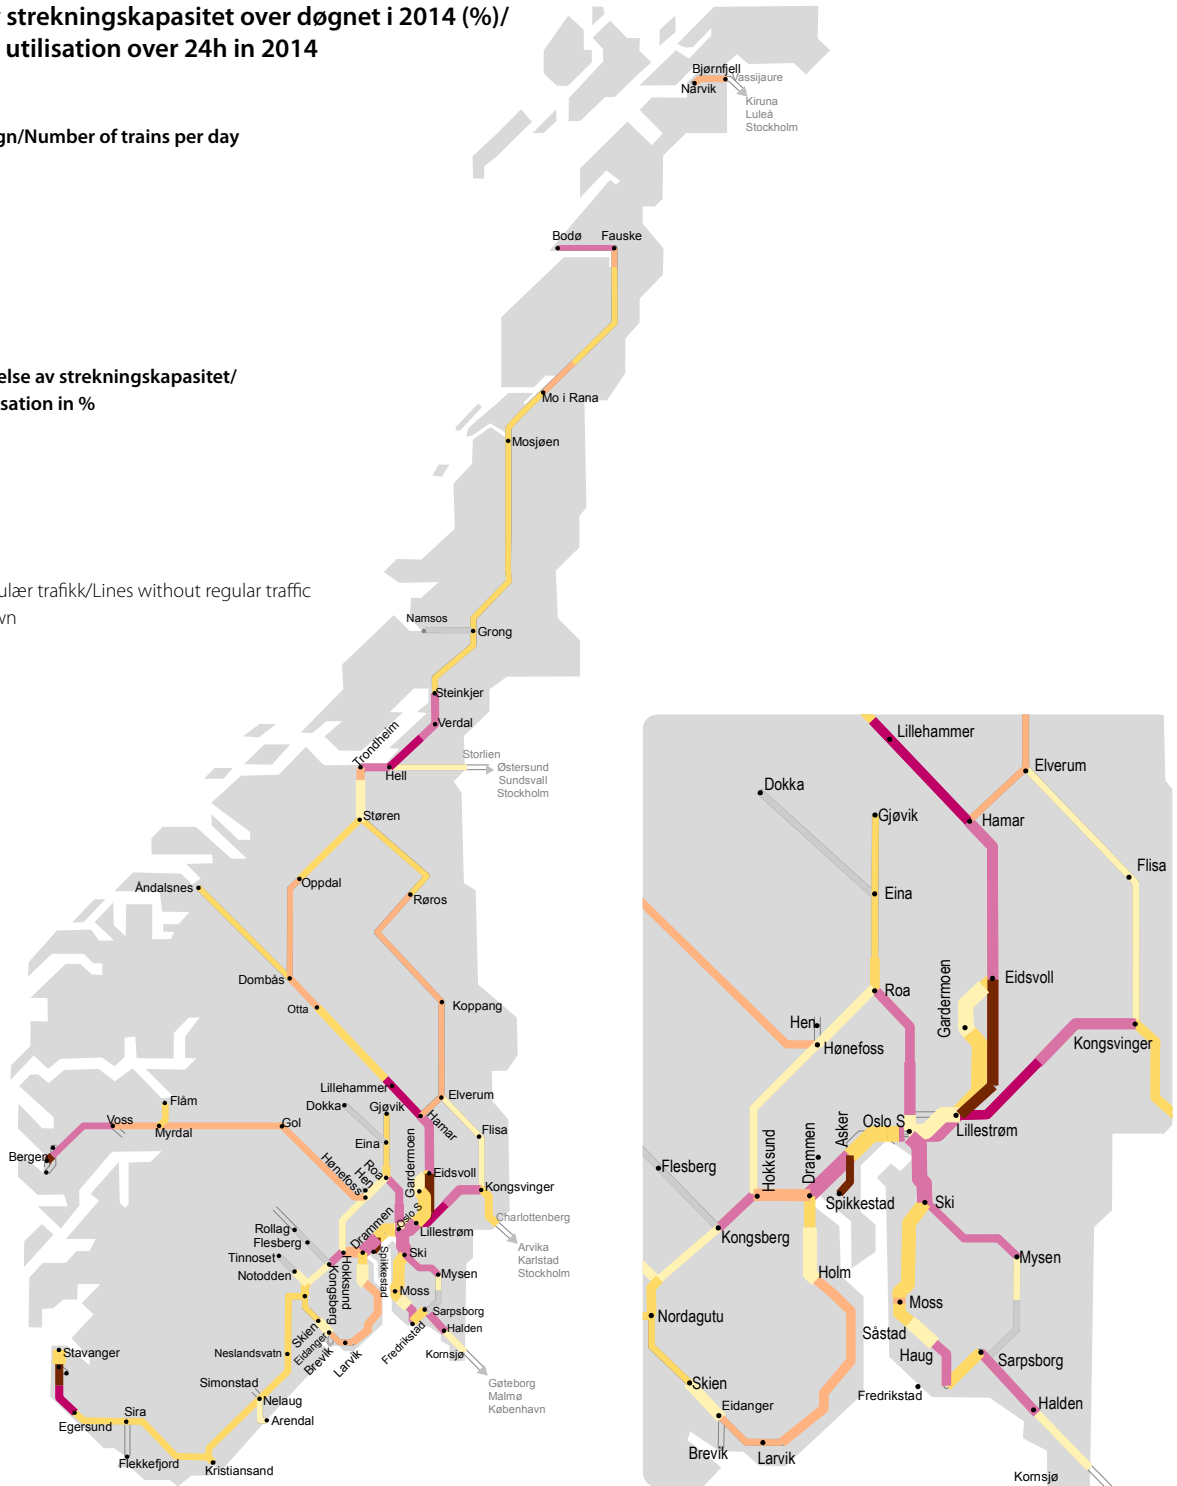 strekningskapasitet over døgnet i 2014 (%)/
utilisation over 24h in 2014
gn/Number of trains per day
else av strekningskapasitet/
sation in %
ulær trafikk/Lines without regular traffic
wn
Bjørnfjell
Vassijaure
Narvik
Kiruna
Luleå
Stockholm
Bodø
Fauske
Mo i Rana
Mosjøen
Namsos
Grong
Steinkjer
Verdal
Trondheim
Hell
Storlien
Østersund
Sundsvall
Stockholm
Støren
Oppdal
Åndalsnes
Røros
Dombås
Otta
Koppang
Lillehammer
Elverum
Dokka
Gjøvik
Hamar
Flåm
Voss
Myrdal
Gol
Eina
Flisa
Bergen
Hønefoss
Hen
Roa
Gardermoen
Eidsvoll
Kongsvinger
Rollag
Flesberg
Tinnoset
Notodden
Drammen
Oslo S
Lillestrøm
Charlottenberg
Arvika
Karlstad
Stockholm
Ski
Kongsberg
Hokksund
Spikkestad
Mysen
Moss
Sarpsborg
Skien
Eidanger
Brevik
Larvik
Fredrikstad
Halden
Kornsjø
Neslandsvatn
Stavanger
Simonstad
Nelaug
Arendal
Göteborg
Malmø
København
Egersund
Sira
Flekkefjord
Kristiansand
Lillehammer
Elverum
Dokka
Gjøvik
Hamar
Flisa
Eina
Gardermoen
Eidsvoll
Roa
Hen
Hønefoss
Kongsvinger
Asker
Oslo S
Lillestrøm
Drammen
Hokksund
Flesberg
Spikkestad
Ski
Kongsberg
Mysen
Holm
Nordagutu
Moss
Såstad
Haug
Sarpsborg
Skien
Fredrikstad
Eidanger
Halden
Brevik
Larvik
Kornsjø